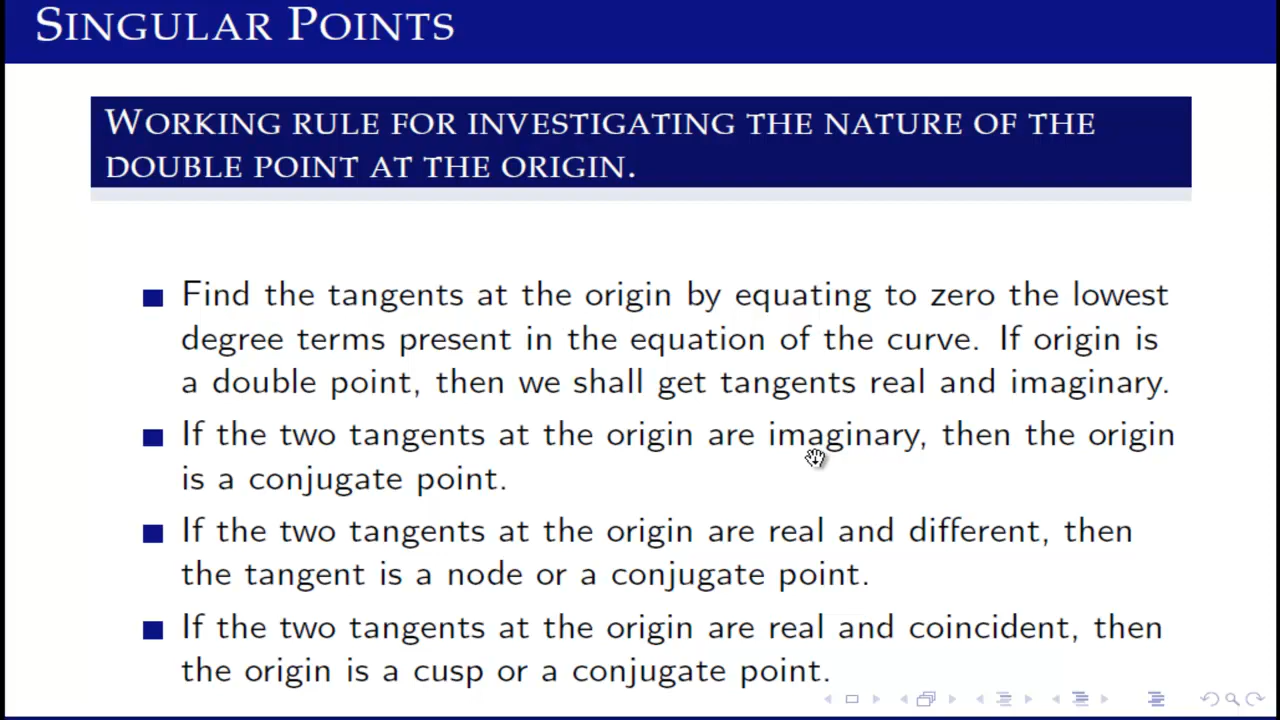 SINGULAR POINTS
WORKING RULE FOR INVESTIGATING THE NATURE OF THE
DOUBLE POINT AT THE ORIGIN.
Find the tangents at the origin by equating to zero the lowest
degree terms present in the equation of the curve. If origin is
a double point, then we shall get tangents real and imaginary.
If the two tangents at the origin are imaginary, then the origin
is a conjugate point.
If the two tangents at the origin are real and different, then
the tangent is a node or a conjugate point.
If the two tangents at the origin are real and coincident, then
the origin is a cusp or a conjugate point.